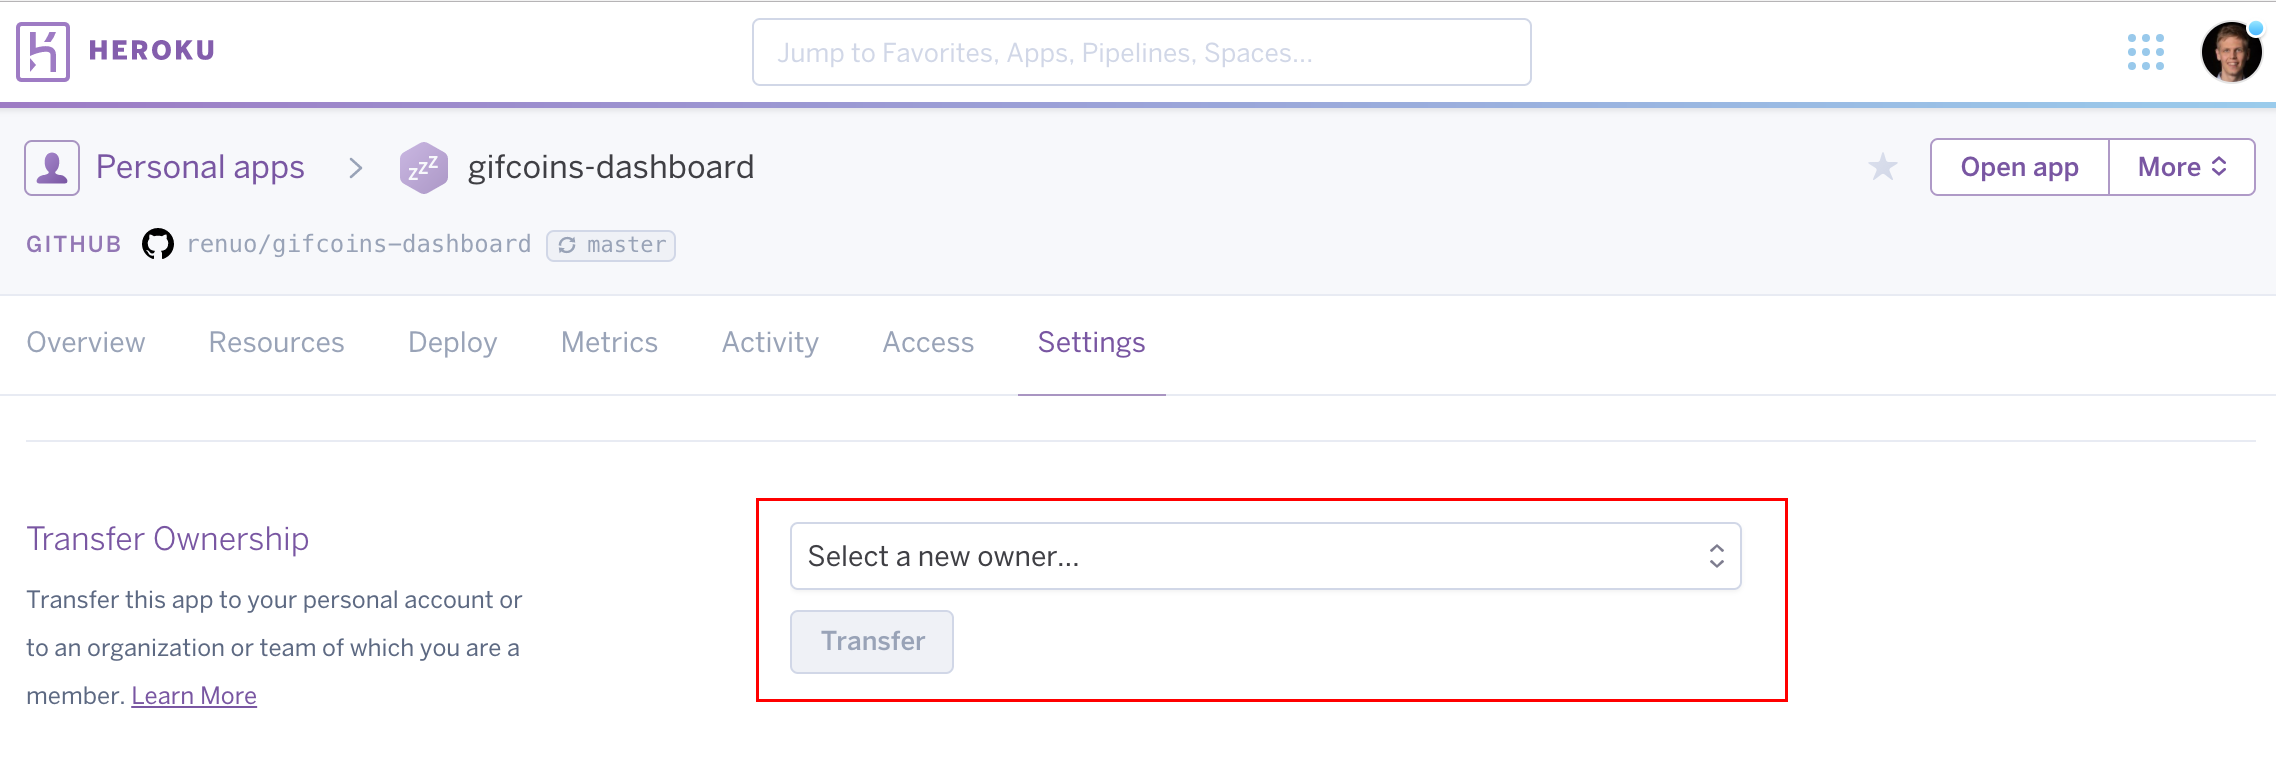 HEROKU
Jump to Favorites, Apps, Pipelines, Spaces...
Personal apps > zzz gifcoins-dashboard
Open app
More
GITHUB renuo/gifcoins-dashboard master
Overview Resources Deploy Metrics Activity Access Settings
Transfer Ownership
Select a new owner...
Transfer this app to your personal account or
to an organization or team of which you are a
member. Learn More
Transfer